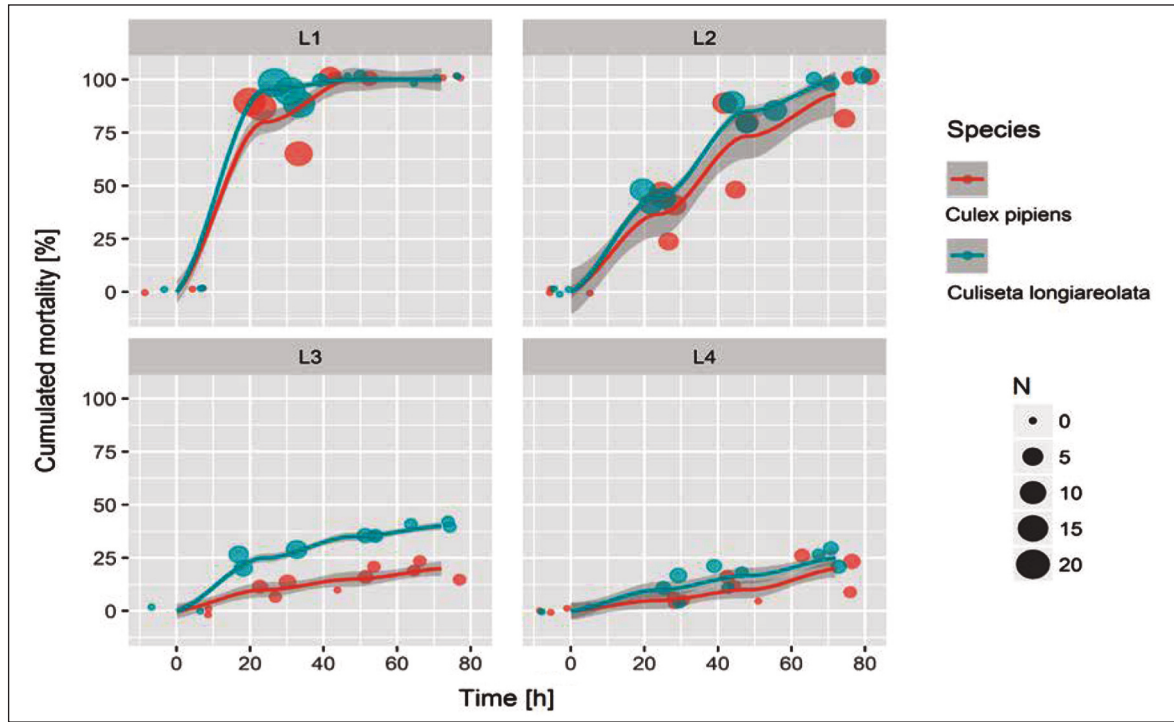 L1
L2
100
75
50
25
0
L3
L4
100
75
50
25
0
0
20
40
60
80
0
20
40
60
80
Cumulated mortality [%]
Time [h]
Species
Culex pipiens
Culiseta longiareolata
N
0
5
10
15
20